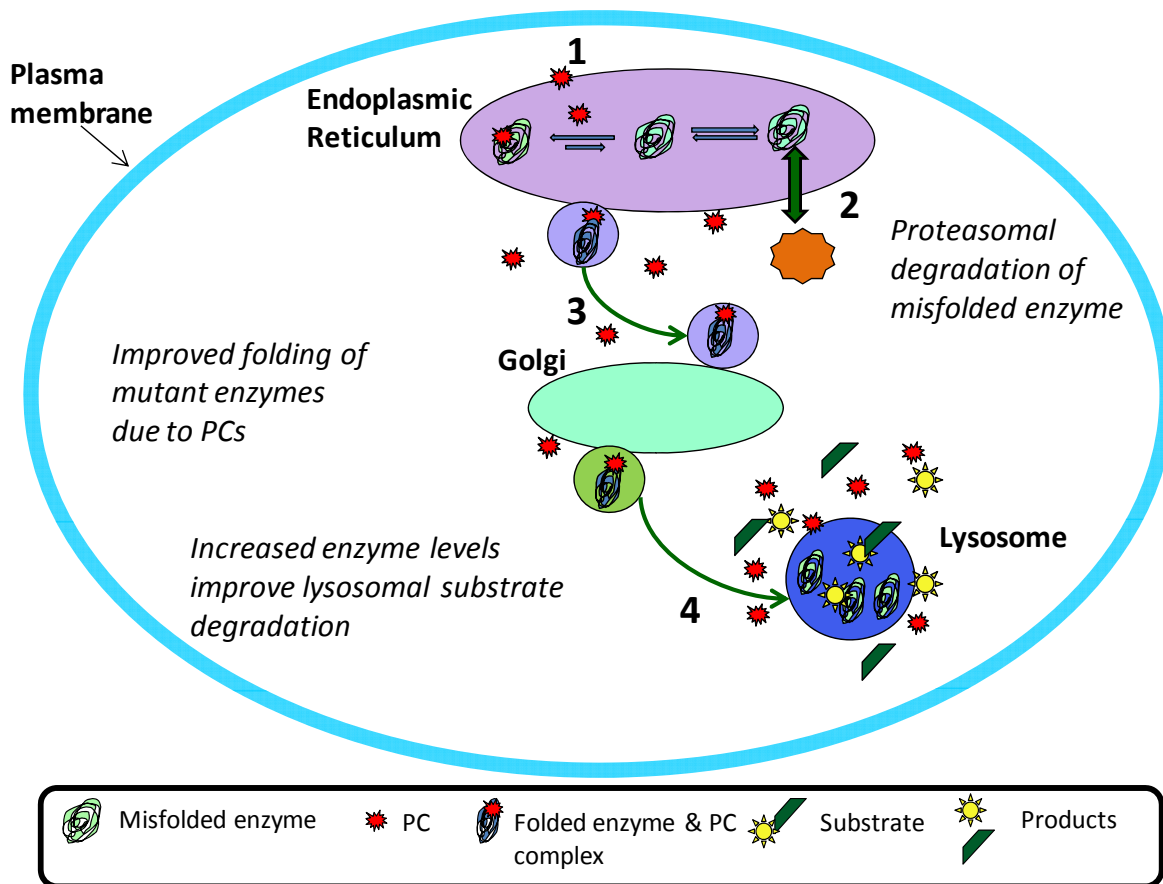 1
Plasma
membrane
Endoplasmic
Reticulum
2
Proteasomal
degradation of
misfolded enzyme
3
Improved folding of
mutant enzymes
due to PCs
Golgi
Increased enzyme levels
improve lysosomal substrate
degradation
Lysosome
4
Misfolded enzyme
PC
Folded enzyme & PC
complex
Substrate
Products